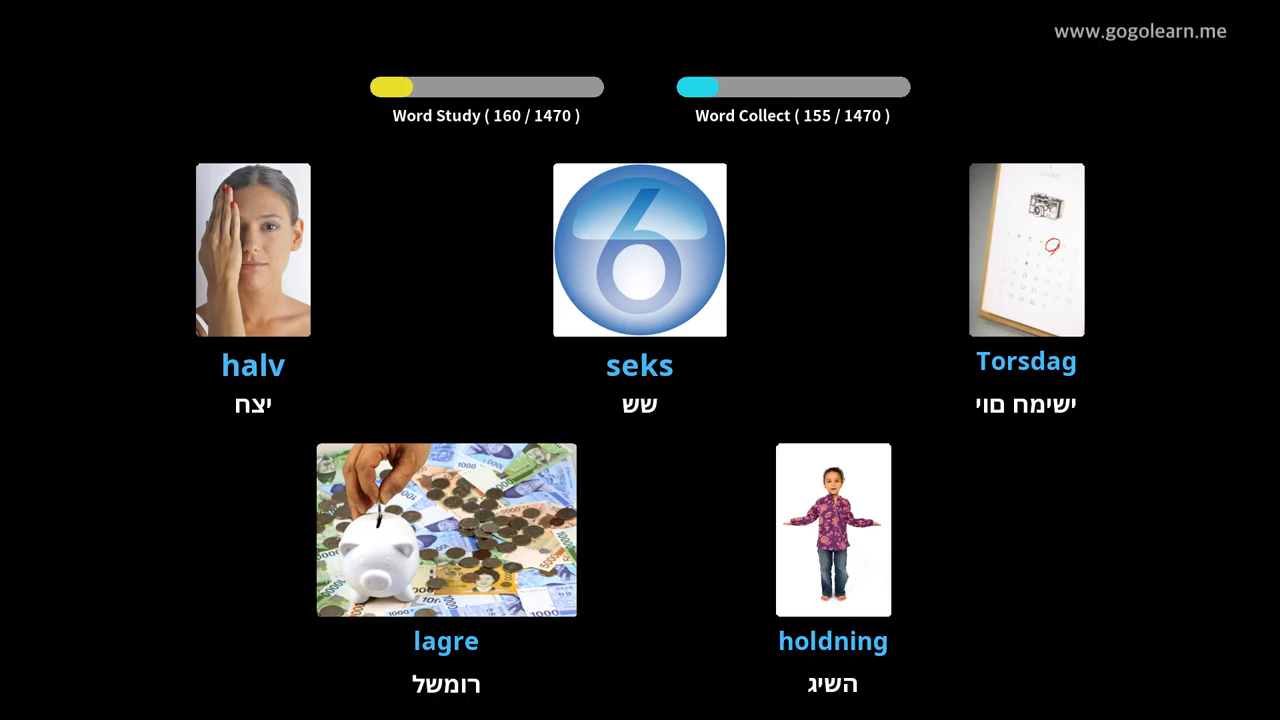 www.gogolearn.me
Word Study ( 160 / 1470 )
Word Collect ( 155 / 1470 )
halv
יצח
seks
שש
Torsdag
ישימח םוי
lagre
רומשל
holdning
השיג